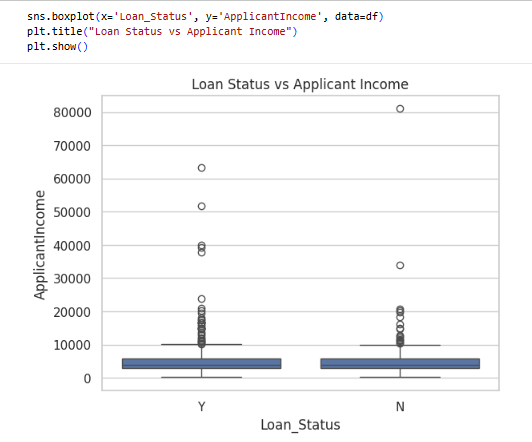 sns.boxplot(x='Loan_Status', y='ApplicantIncome', data=df)
plt.title("Loan Status vs Applicant Income")
plt.show()
Loan Status vs Applicant Income
80000
70000
60000
50000
40000
30000
20000
10000
0
ApplicantIncome
Y
N
Loan_Status